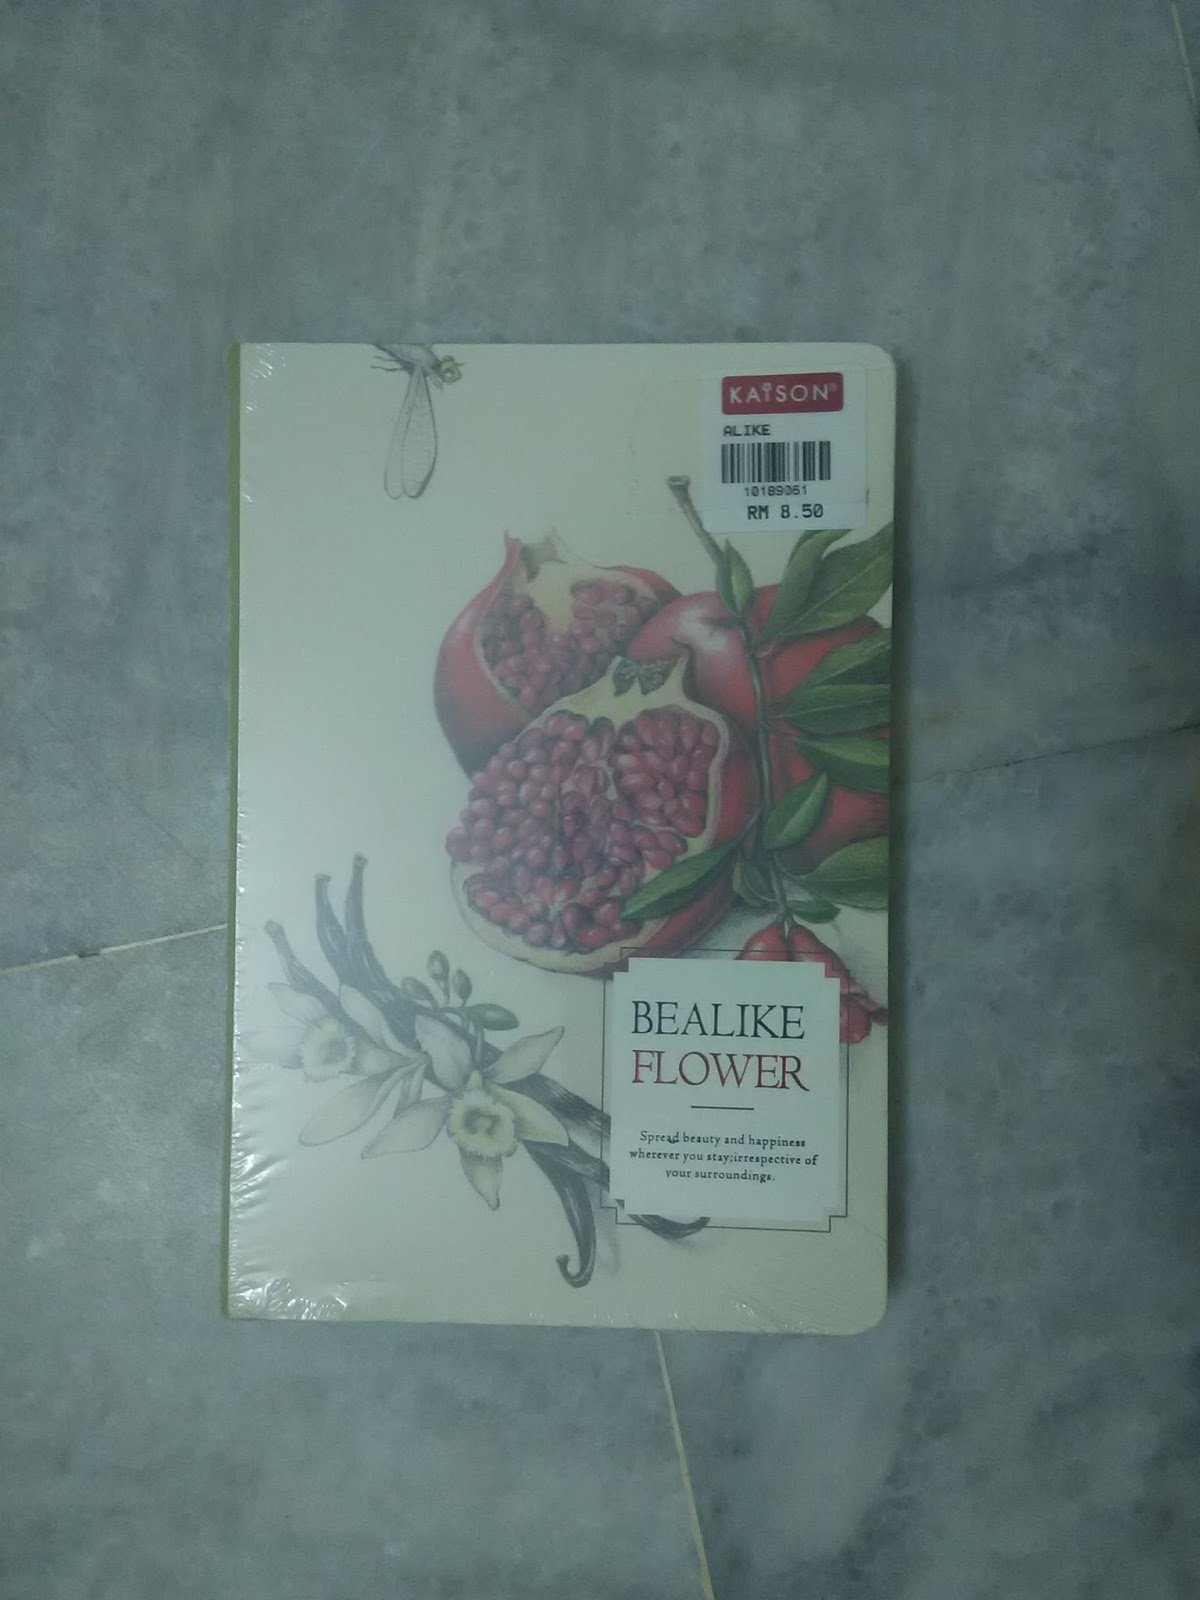 KAISON®
ALIKE
10189061
RM 8.50
BEALIKE
FLOWER
Spread beauty and happiness
wherever you stay;irrespective of
your surroundings.